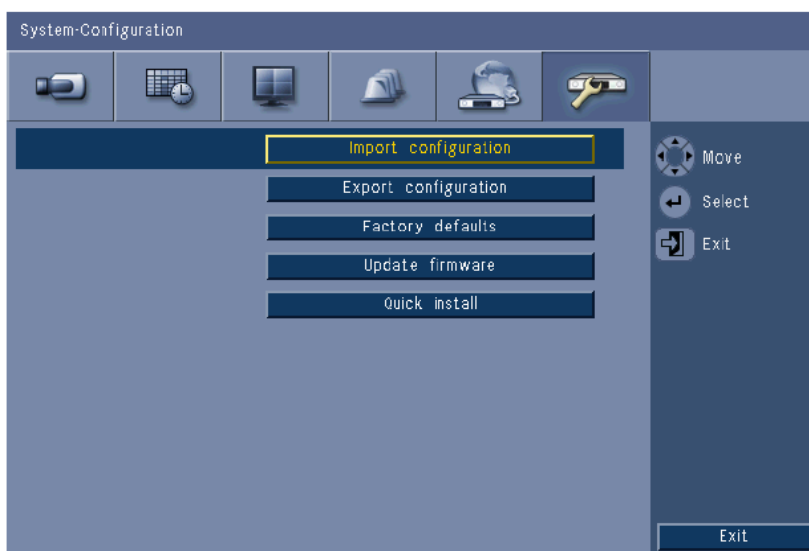 System-Configuration
Import configuration
Export configuration
Factory defaults
Update firmware
Quick install
Move
Select
Exit
Exit